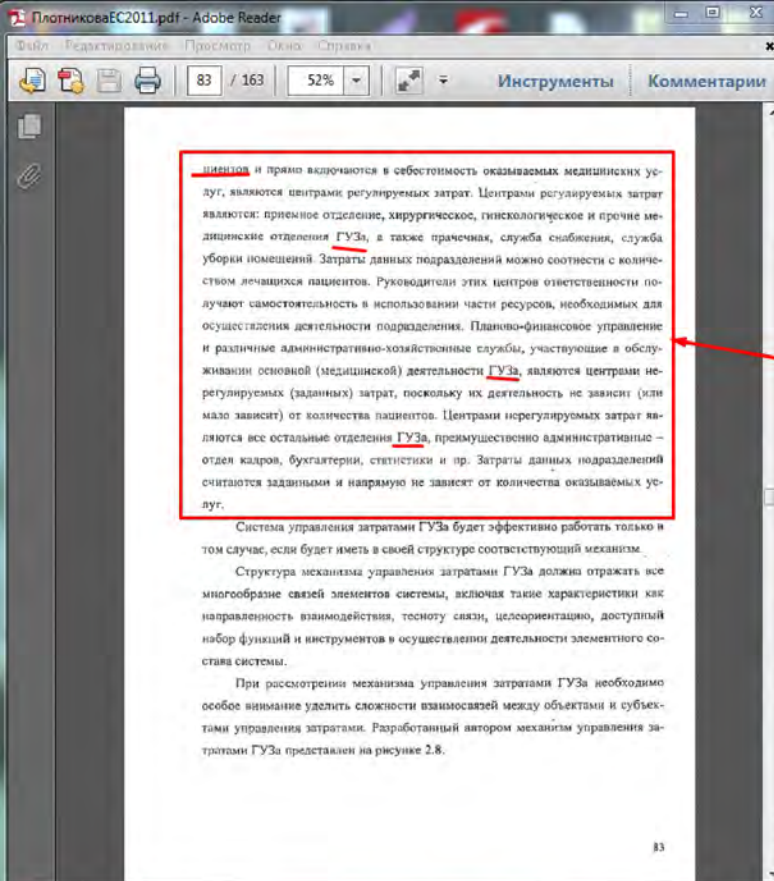 ПлотниковаЕС2011.pdf - Adobe Reader
Файл Редактирование Просмотр Окно Справка
83 / 163 52% Инструменты Комментарии
циентов и прямо включаются в себестоимость оказываемых медицинских ус-
луг, являются центрами регулируемых затрат. Центрами регулируемых затрат
являются: приемное отделение, хирургическое, гинекологическое и прочие ме-
дицинские отделения ГУЗа, а также прачечная, служба снабжения, служба
уборки помещений. Затраты данных подразделений можно соотнести с количе-
ством лечащихся пациентов. Руководители этих центров ответственности по-
лучают самостоятельность в использовании части ресурсов, необходимых для
осуществления деятельности подразделения. Планово-финансовое управление
и различные административно-хозяйственные службы, участвующие в обслу-
живании основной (медицинской) деятельности ГУЗа, являются центрами не-
регулируемых (заданных) затрат, поскольку их деятельность не зависит (или
мало зависит) от количества пациентов. Центрами нерегулируемых затрат яв-
ляются все остальные отделения ГУЗа, преимущественно административные –
отдел кадров, бухгалтерии, статистики и пр. Затраты данных подразделений
считаются заданными и напрямую не зависят от количества оказываемых ус-
луг.
Система управления затратами ГУЗа будет эффективно работать только в
том случае, если будет иметь в своей структуре соответствующий механизм.
Структура механизма управления затратами ГУЗа должна отражать все
многообразие связей элементов системы, включая такие характеристики как
направленность взаимодействия, тесноту связи, целеориентацию, доступный
набор функций и инструментов в осуществлении деятельности элементного со-
става системы.
При рассмотрении механизма управления затратами ГУЗа необходимо
особое внимание уделить сложности взаимосвязей между объектами и субъек-
тами управления затратами. Разработанный автором механизм управления за-
тратами ГУЗа представлен на рисунке 2.8.
83